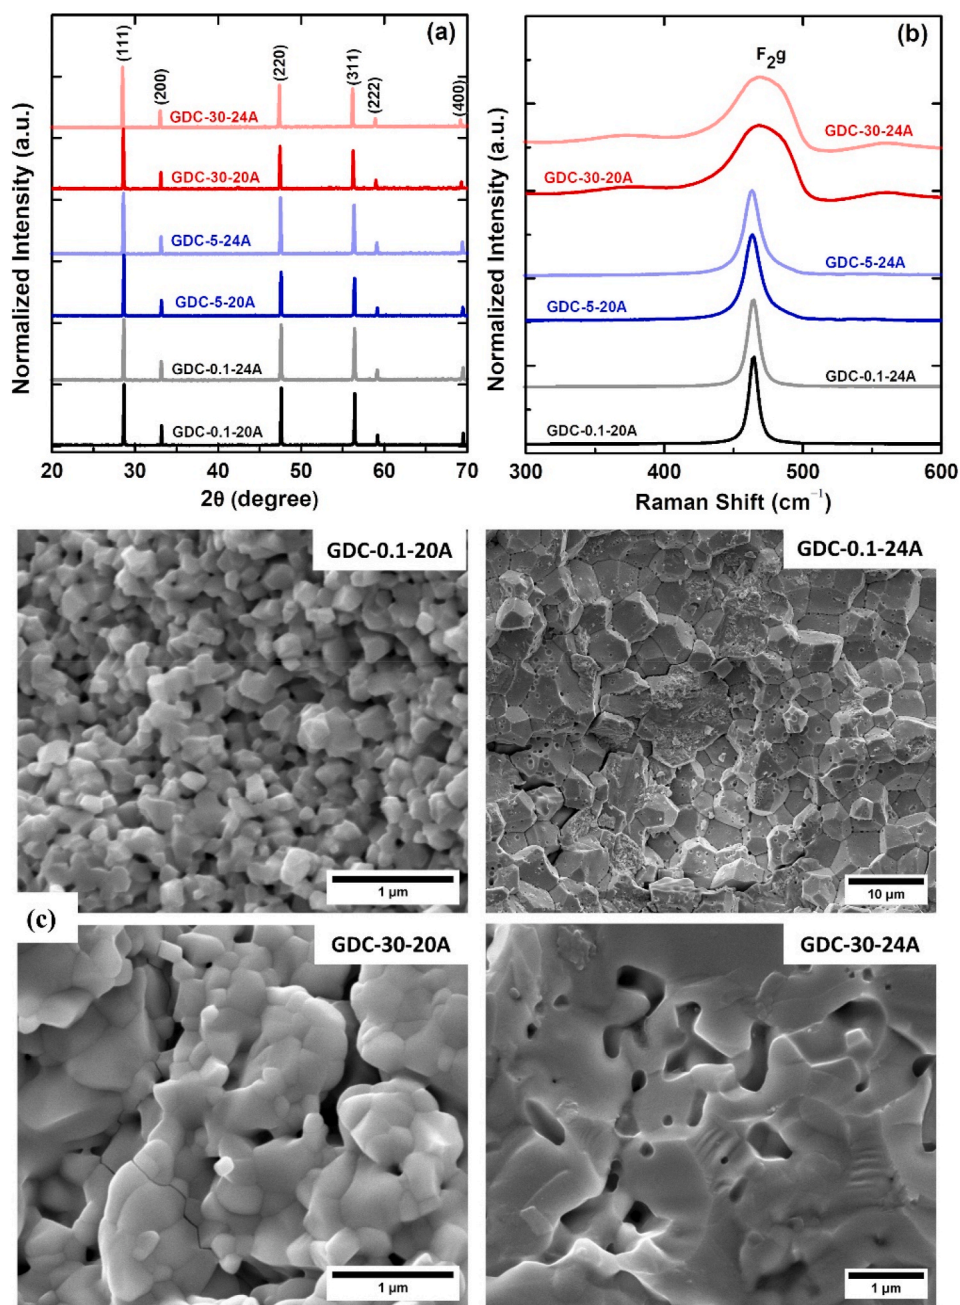 (a)
(111)
(200)
(220)
(311)
(222)
(400)
GDC-30-24A
GDC-30-20A
GDC-5-24A
GDC-5-20A
GDC-0.1-24A
GDC-0.1-20A
Normalized Intensity (a.u.)
20 30 40 50 60 70
2θ (degree)
(b)
F2g
GDC-30-24A
GDC-30-20A
GDC-5-24A
GDC-5-20A
GDC-0.1-24A
GDC-0.1-20A
Normalized Intensity (a.u.)
300 400 500 600
Raman Shift (cm⁻¹)
GDC-0.1-20A
1 µm
GDC-0.1-24A
10 µm
(c)
GDC-30-20A
1 µm
GDC-30-24A
1 µm